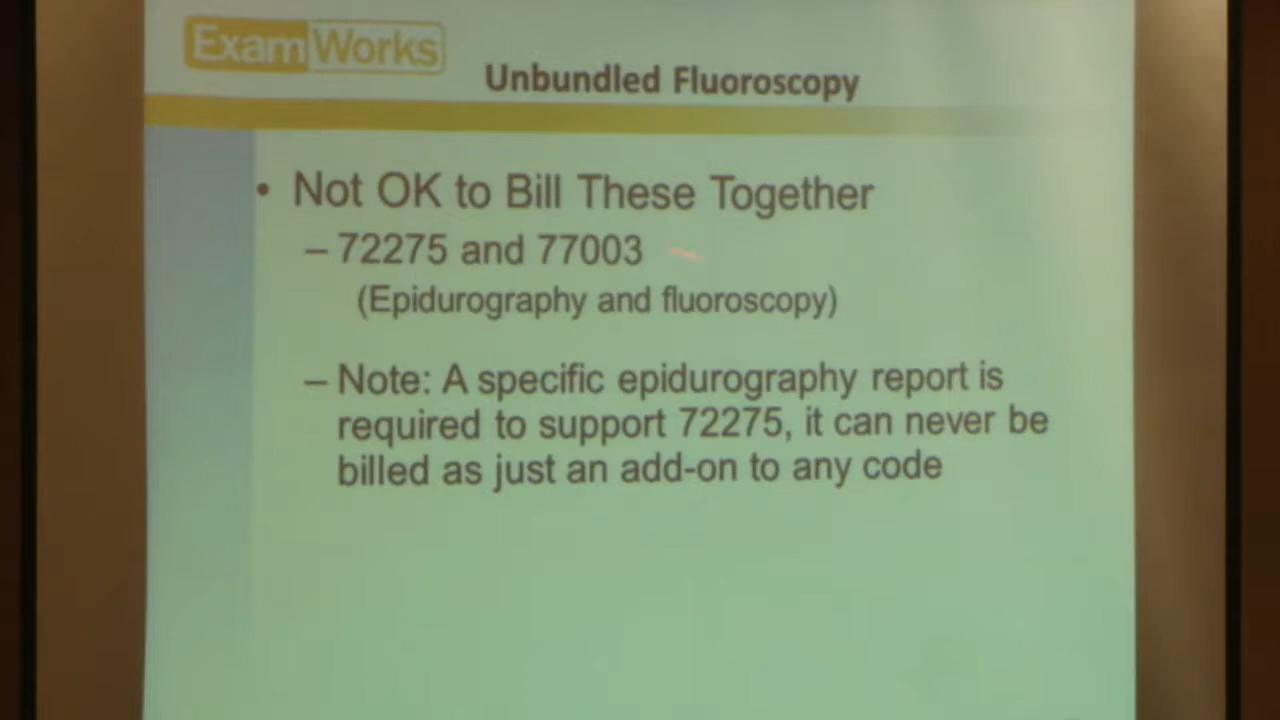 ExamWorks
Unbundled Fluoroscopy
• Not OK to Bill These Together
– 72275 and 77003
(Epidurography and fluoroscopy)
– Note: A specific epidurography report is
required to support 72275, it can never be
billed as just an add-on to any code